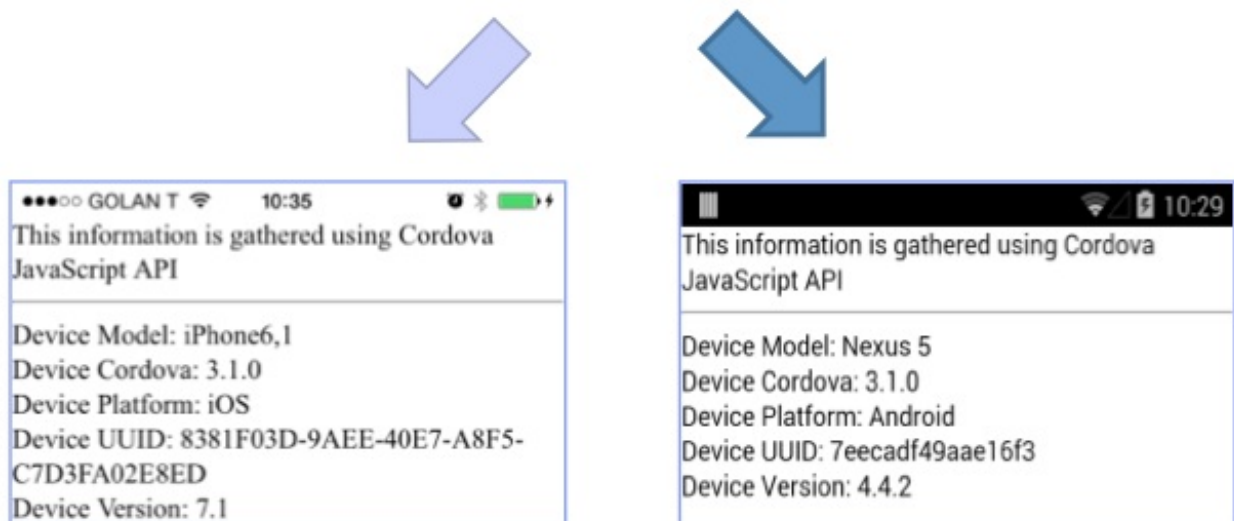 ●●●○○ GOLAN T 10:35
This information is gathered using Cordova
JavaScript API
Device Model: iPhone6,1
Device Cordova: 3.1.0
Device Platform: iOS
Device UUID: 8381F03D-9AEE-40E7-A8F5-
C7D3FA02E8ED
Device Version: 7.1
10:29
This information is gathered using Cordova
JavaScript API
Device Model: Nexus 5
Device Cordova: 3.1.0
Device Platform: Android
Device UUID: 7eecadf49aae16f3
Device Version: 4.4.2